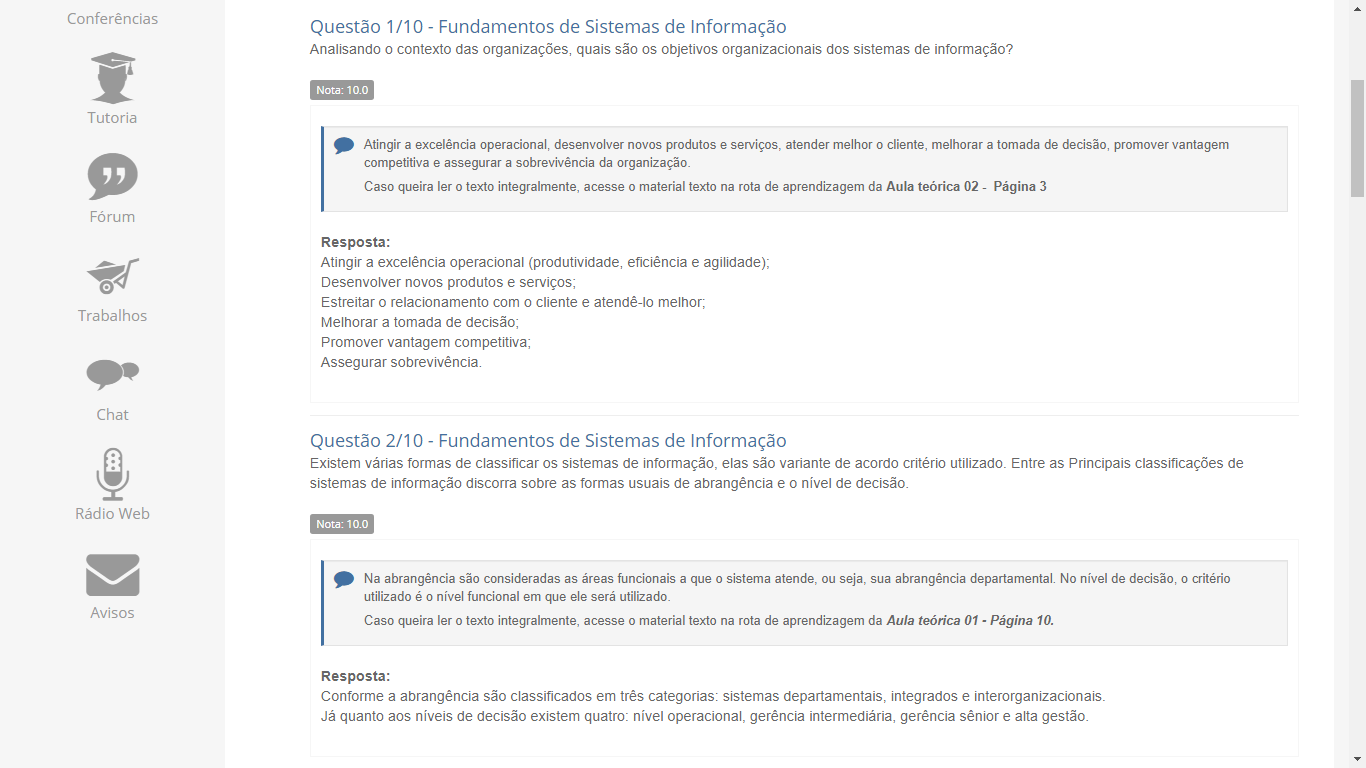 Conferências
Tutoria
Fórum
Trabalhos
Chat
Rádio Web
Avisos
Questão 1/10 - Fundamentos de Sistemas de Informação
Analisando o contexto das organizações, quais são os objetivos organizacionais dos sistemas de informação?
Nota: 10.0
Atingir a excelência operacional, desenvolver novos produtos e serviços, atender melhor o cliente, melhorar a tomada de decisão, promover vantagem
competitiva e assegurar a sobrevivência da organização.
Caso queira ler o texto integralmente, acesse o material texto na rota de aprendizagem da Aula teórica 02 - Página 3
Resposta:
Atingir a excelência operacional (produtividade, eficiência e agilidade);
Desenvolver novos produtos e serviços;
Estreitar o relacionamento com o cliente e atendê-lo melhor;
Melhorar a tomada de decisão;
Promover vantagem competitiva;
Assegurar sobrevivência.
Questão 2/10 - Fundamentos de Sistemas de Informação
Existem várias formas de classificar os sistemas de informação, elas são variante de acordo critério utilizado. Entre as Principais classificações de
sistemas de informação discorra sobre as formas usuais de abrangência e o nível de decisão.
Nota: 10.0
Na abrangência são consideradas as áreas funcionais a que o sistema atende, ou seja, sua abrangência departamental. No nível de decisão, o critério
utilizado é o nível funcional em que ele será utilizado.
Caso queira ler o texto integralmente, acesse o material texto na rota de aprendizagem da Aula teórica 01 - Página 10.
Resposta:
Conforme a abrangência são classificados em três categorias: sistemas departamentais, integrados e interorganizacionais.
Já quanto aos níveis de decisão existem quatro: nível operacional, gerência intermediária, gerência sênior e alta gestão.